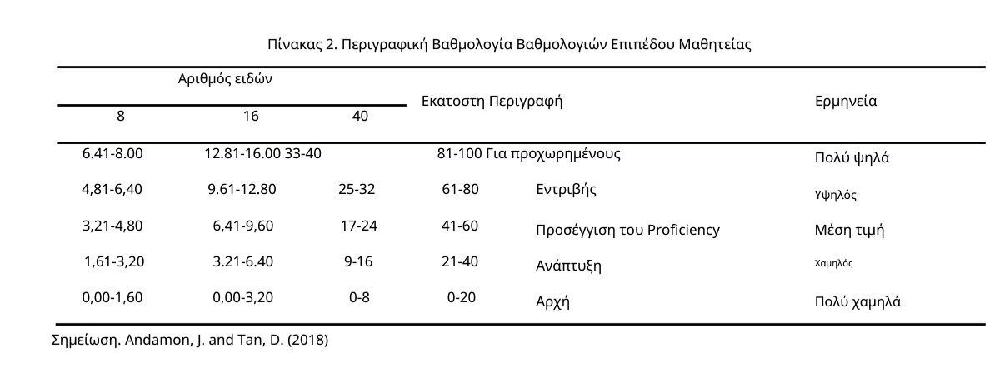 Πίνακας 2. Περιγραφική Βαθμολογία Βαθμολογιών Επιπέδου Μαθητείας
Αριθμός ειδών
Εκατοστη Περιγραφή Ερμηνεία
8 16 40
6.41-8.00 12.81-16.00 33-40 81-100 Για προχωρημένους Πολύ ψηλά
4,81-6,40 9.61-12.80 25-32 61-80 Εντριβής Υψηλός
3,21-4,80 6,41-9,60 17-24 41-60 Προσέγγιση του Proficiency Μέση τιμή
1,61-3,20 3.21-6.40 9-16 21-40 Ανάπτυξη Χαμηλός
0,00-1,60 0,00-3,20 0-8 0-20 Αρχή Πολύ χαμηλά
Σημείωση. Andamon, J. and Tan, D. (2018)